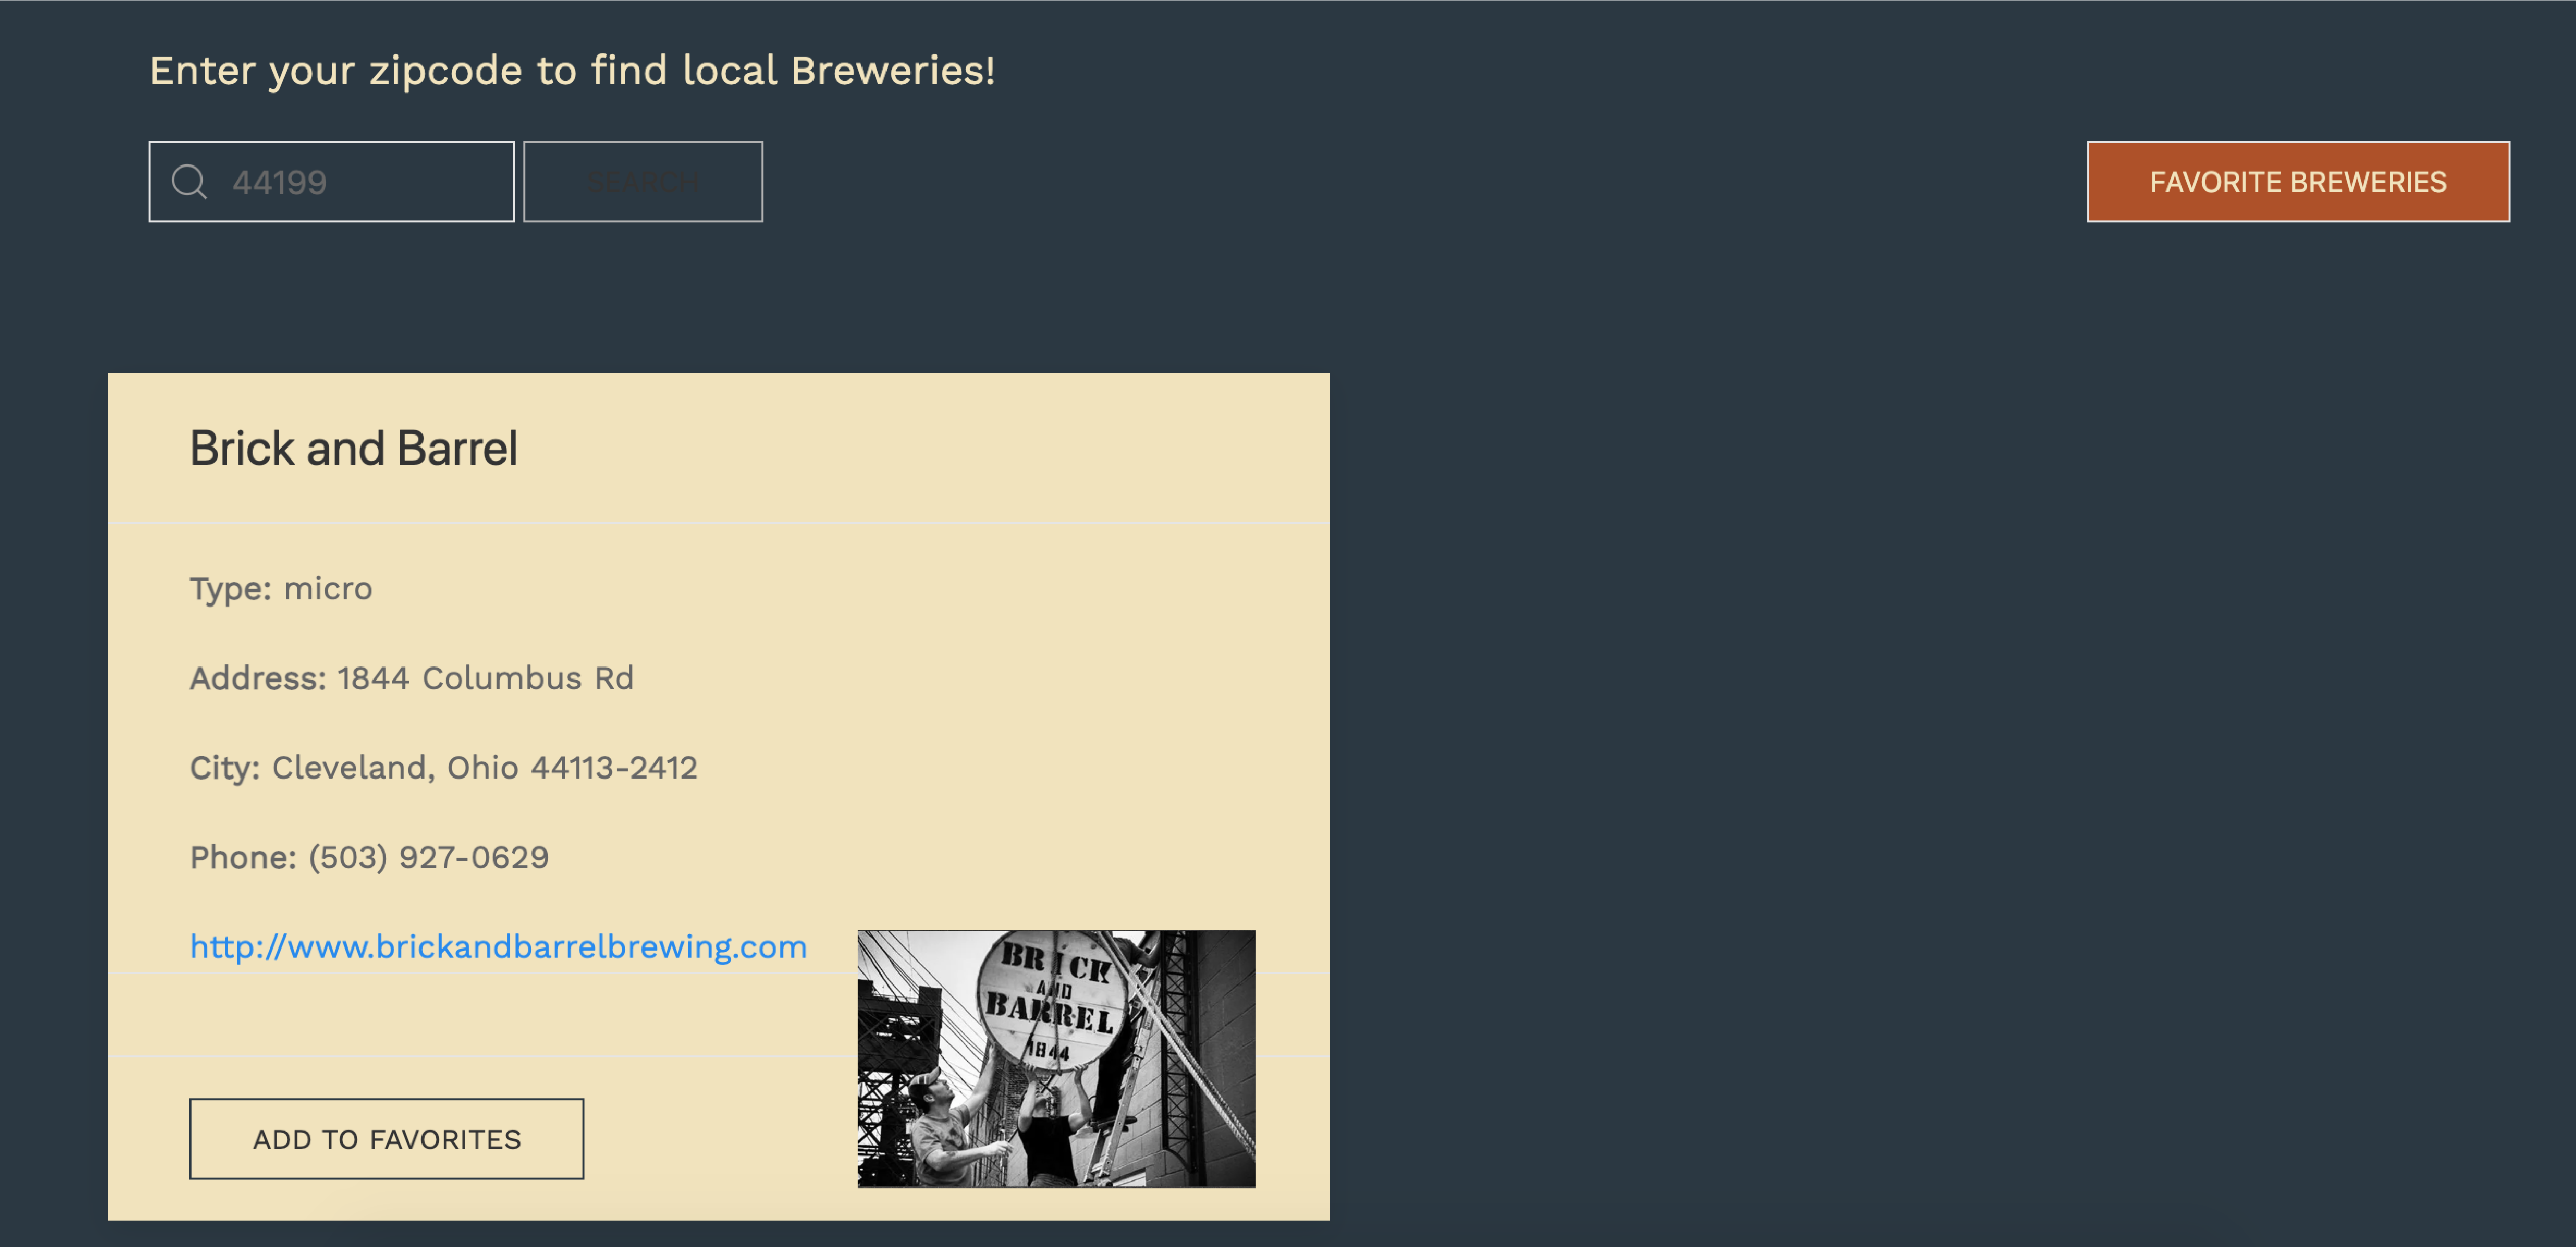 Enter your zipcode to find local Breweries!
44199
SEARCH
FAVORITE BREWERIES
Brick and Barrel
Type: micro
Address: 1844 Columbus Rd
City: Cleveland, Ohio 44113-2412
Phone: (503) 927-0629
http://www.brickandbarrelbrewing.com
BRICK
AND
BARREL
1844
ADD TO FAVORITES